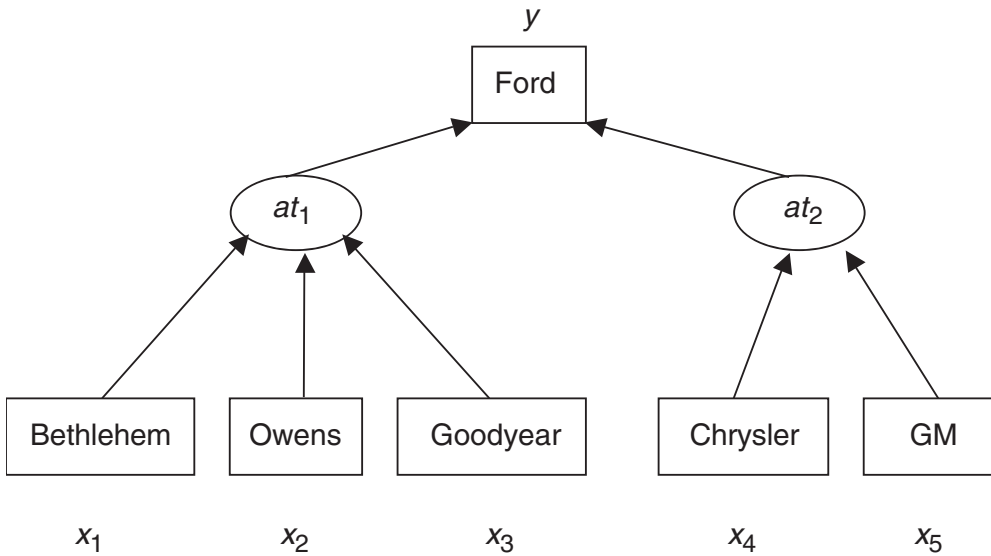 y
Ford
at₁ at₂
Bethlehem Owens Goodyear Chrysler GM
x₁ x₂ x₃ x₄ x₅